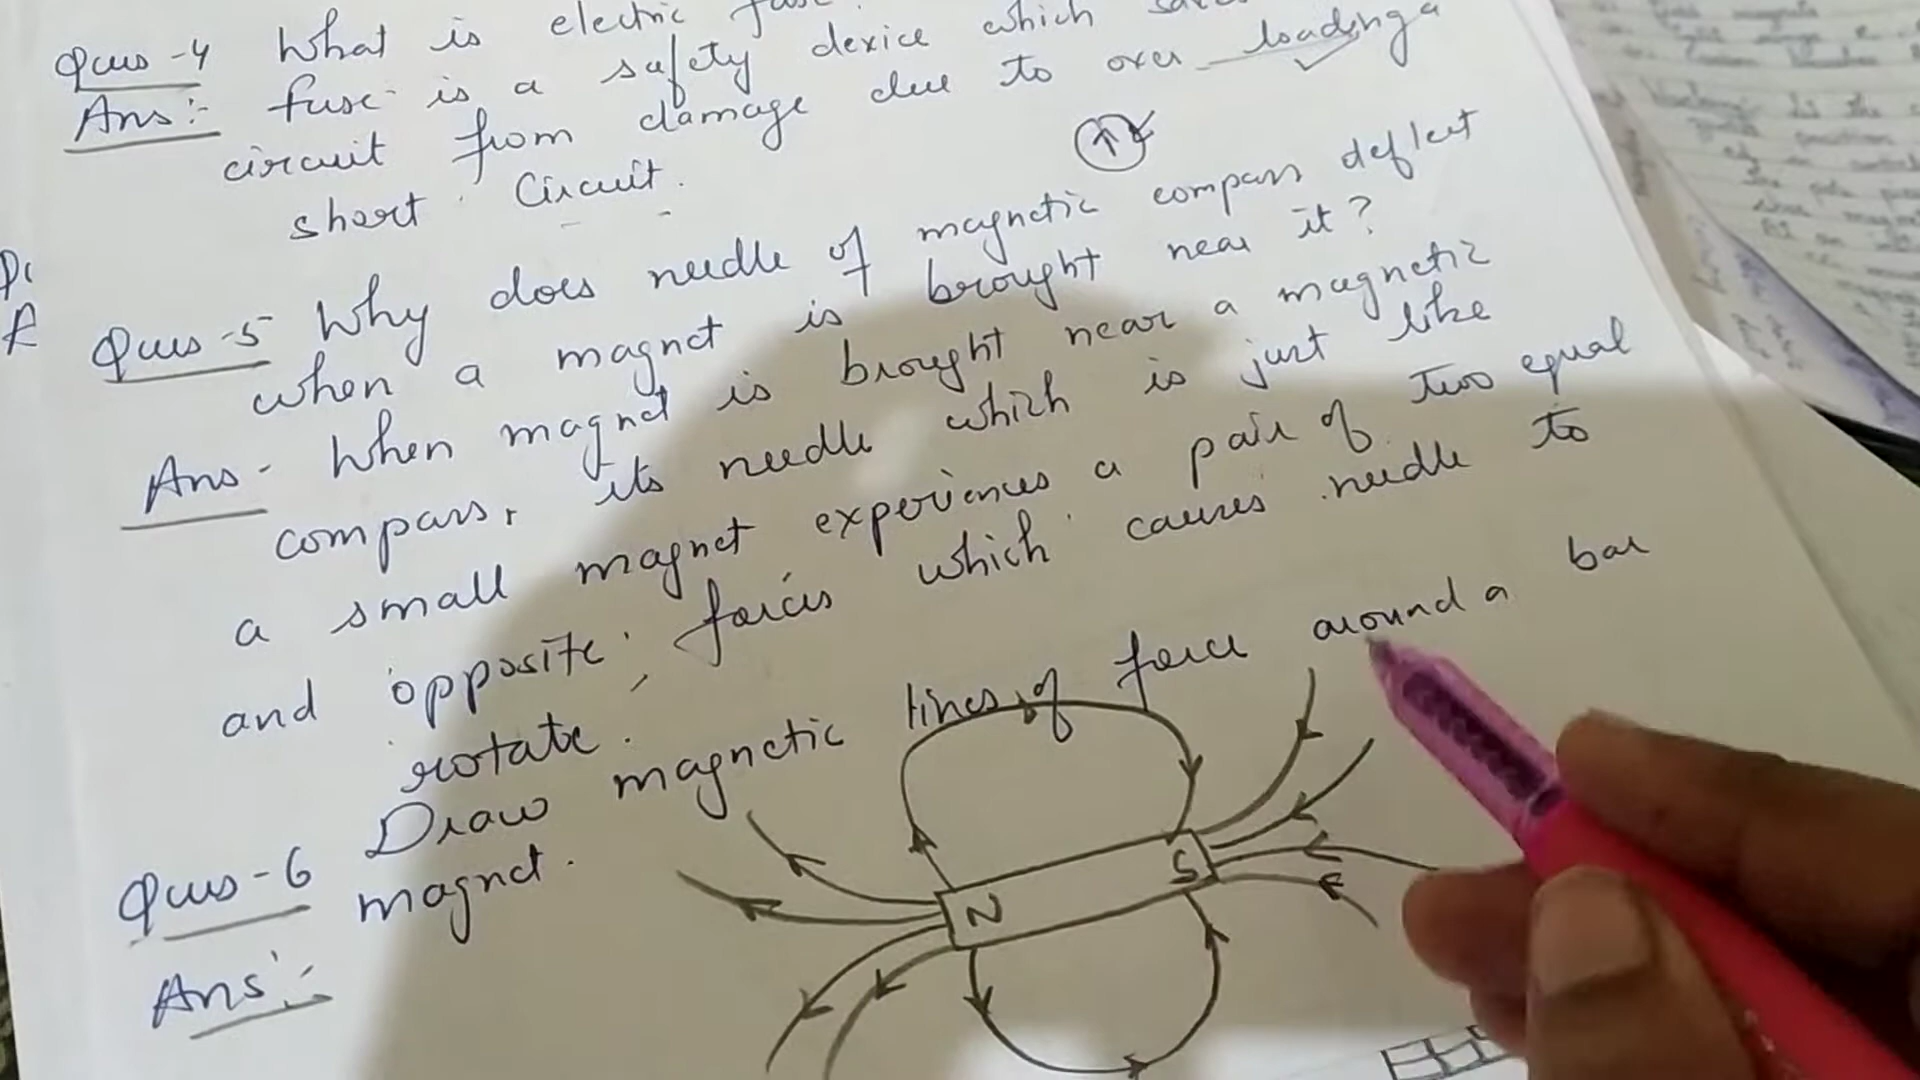 Ques-4 What is electric
Ans:- fuse is a safety device which
circuit from damage due to over loading a
short circuit.
Ques-5 Why does needle of magnetic compass deflect
when a magnet is brought near it?
Ans- When magnet is brought near a magnetic
compass, its needle which is just like
a small magnet experiences a pair of two equal
and opposite forces which causes needle to
rotate.
Ques-6 Draw magnetic lines of force around a bar
magnet.
Ans:-
N S